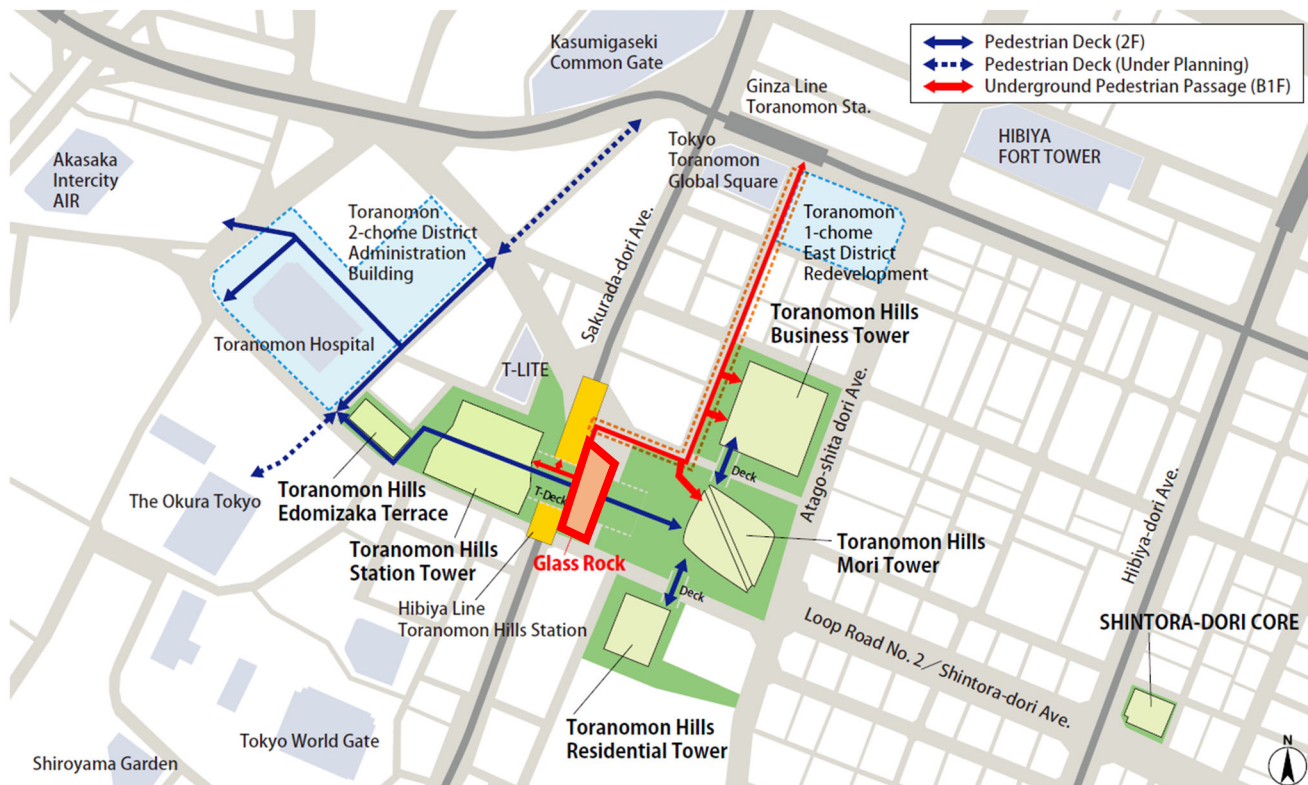 Kasumigaseki
Common Gate
Pedestrian Deck (2F)
Pedestrian Deck (Under Planning)
Underground Pedestrian Passage (B1F)
Ginza Line
Toranomon Sta.
Akasaka
Intercity
AIR
Tokyo
Toranomon
Global Square
HIBIYA
FORT TOWER
Toranomon
2-chome District
Administration
Building
Toranomon
1-chome
East District
Redevelopment
Sakurada-dori Ave.
Toranomon Hospital
T-LITE
Toranomon Hills
Business Tower
Atago-shita dori Ave.
Hibiya-dori Ave.
Deck
T-Deck
The Okura Tokyo
Toranomon Hills
Edomizaka Terrace
Toranomon Hills
Station Tower
Glass Rock
Toranomon Hills
Mori Tower
Deck
Hibiya Line
Toranomon Hills Station
Loop Road No. 2／Shintora-dori Ave.
SHINTORA-DORI CORE
Toranomon Hills
Residential Tower
Tokyo World Gate
Shiroyama Garden
N